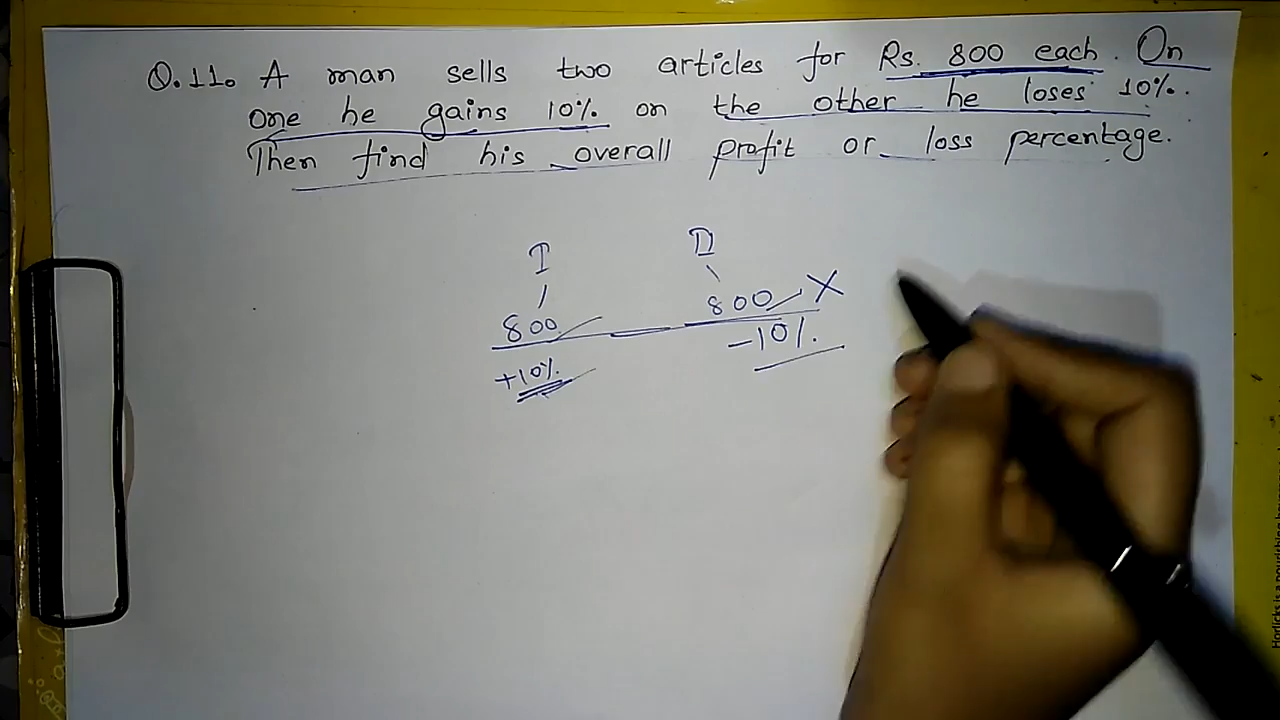 Q.11. A man sells two articles for Rs. 800 each. On
one he gains 10% on the other he loses 10%.
Then find his overall profit or loss percentage.
I II
800 800 X
+10% -10%